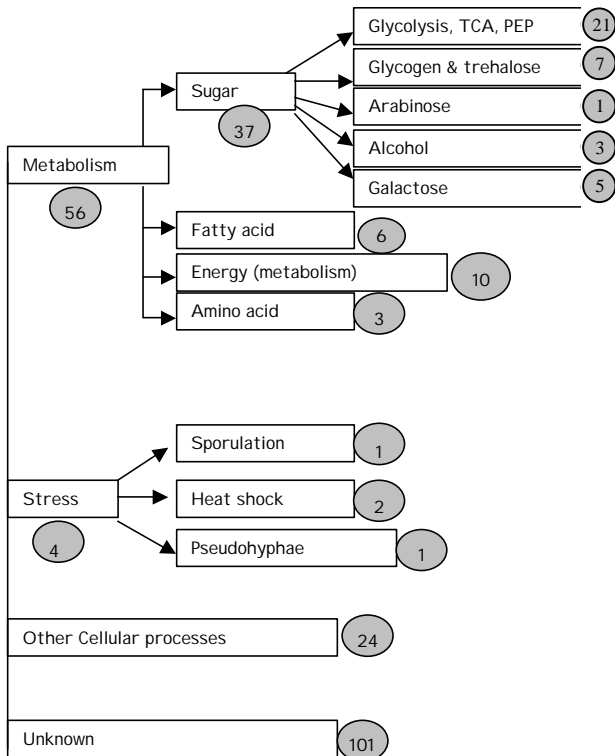 Glycolysis, TCA, PEP 21
Glycogen & trehalose 7
Sugar
37
Arabinose 1
Alcohol 3
Galactose 5
Metabolism
56
Fatty acid 6
Energy (metabolism) 10
Amino acid 3
Sporulation 1
Stress
4
Heat shock 2
Pseudohyphae 1
Other Cellular processes 24
Unknown 101